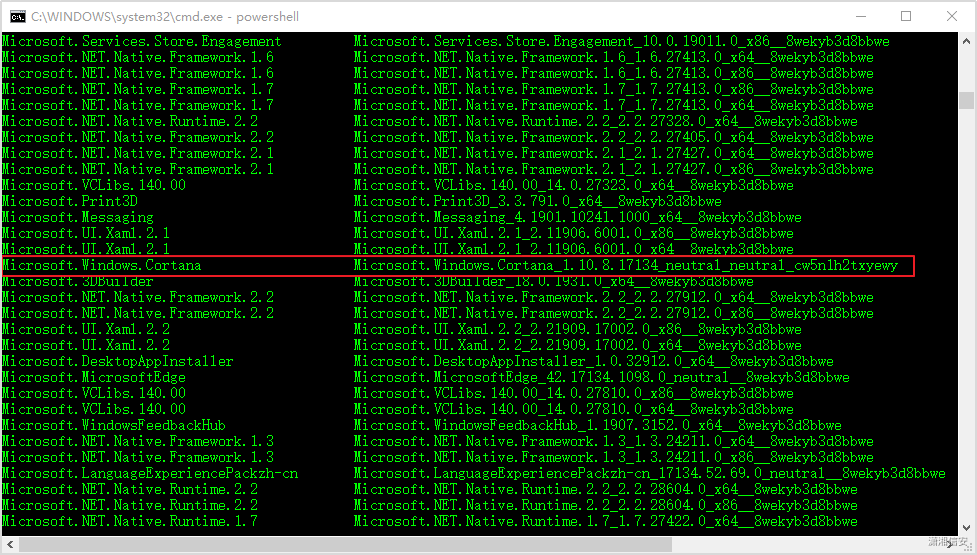 C:\WINDOWS\system32\cmd.exe - powershell
Microsoft.Services.Store.Engagement Microsoft.Services.Store.Engagement_10.0.19011.0_x86__8wekyb3d8bbwe
Microsoft.NET.Native.Framework.1.6 Microsoft.NET.Native.Framework.1.6_1.6.27413.0_x64__8wekyb3d8bbwe
Microsoft.NET.Native.Framework.1.6 Microsoft.NET.Native.Framework.1.6_1.6.27413.0_x86__8wekyb3d8bbwe
Microsoft.NET.Native.Framework.1.7 Microsoft.NET.Native.Framework.1.7_1.7.27413.0_x86__8wekyb3d8bbwe
Microsoft.NET.Native.Framework.1.7 Microsoft.NET.Native.Framework.1.7_1.7.27413.0_x64__8wekyb3d8bbwe
Microsoft.NET.Native.Runtime.2.2 Microsoft.NET.Native.Runtime.2.2_2.2.27328.0_x64__8wekyb3d8bbwe
Microsoft.NET.Native.Framework.2.2 Microsoft.NET.Native.Framework.2.2_2.2.27405.0_x64__8wekyb3d8bbwe
Microsoft.NET.Native.Framework.2.1 Microsoft.NET.Native.Framework.2.1_2.1.27427.0_x64__8wekyb3d8bbwe
Microsoft.NET.Native.Framework.2.1 Microsoft.NET.Native.Framework.2.1_2.1.27427.0_x86__8wekyb3d8bbwe
Microsoft.VCLibs.140.00 Microsoft.VCLibs.140.00_14.0.27323.0_x64__8wekyb3d8bbwe
Microsoft.Print3D Microsoft.Print3D_3.3.791.0_x64__8wekyb3d8bbwe
Microsoft.Messaging Microsoft.Messaging_4.1901.10241.1000_x64__8wekyb3d8bbwe
Microsoft.UI.Xaml.2.1 Microsoft.UI.Xaml.2.1_2.11906.6001.0_x86__8wekyb3d8bbwe
Microsoft.UI.Xaml.2.1 Microsoft.UI.Xaml.2.1_2.11906.6001.0_x64__8wekyb3d8bbwe
Microsoft.Windows.Cortana Microsoft.Windows.Cortana_1.10.8.17134_neutral_neutral_cw5n1h2txyewy
Microsoft.3DBuilder Microsoft.3DBuilder_18.0.1931.0_x64__8wekyb3d8bbwe
Microsoft.NET.Native.Framework.2.2 Microsoft.NET.Native.Framework.2.2_2.2.27912.0_x64__8wekyb3d8bbwe
Microsoft.NET.Native.Framework.2.2 Microsoft.NET.Native.Framework.2.2_2.2.27912.0_x86__8wekyb3d8bbwe
Microsoft.UI.Xaml.2.2 Microsoft.UI.Xaml.2.2_2.21909.17002.0_x86__8wekyb3d8bbwe
Microsoft.UI.Xaml.2.2 Microsoft.UI.Xaml.2.2_2.21909.17002.0_x64__8wekyb3d8bbwe
Microsoft.DesktopAppInstaller Microsoft.DesktopAppInstaller_1.0.32912.0_x64__8wekyb3d8bbwe
Microsoft.MicrosoftEdge Microsoft.MicrosoftEdge_42.17134.1098.0_neutral__8wekyb3d8bbwe
Microsoft.VCLibs.140.00 Microsoft.VCLibs.140.00_14.0.27810.0_x64__8wekyb3d8bbwe
Microsoft.VCLibs.140.00 Microsoft.VCLibs.140.00_14.0.27810.0_x86__8wekyb3d8bbwe
Microsoft.WindowsFeedbackHub Microsoft.WindowsFeedbackHub_1.1907.3152.0_x64__8wekyb3d8bbwe
Microsoft.NET.Native.Framework.1.3 Microsoft.NET.Native.Framework.1.3_1.3.24211.0_x64__8wekyb3d8bbwe
Microsoft.NET.Native.Framework.1.3 Microsoft.NET.Native.Framework.1.3_1.3.24211.0_x86__8wekyb3d8bbwe
Microsoft.LanguageExperiencePackzh-cn Microsoft.LanguageExperiencePackzh-cn_17134.52.69.0_neutral__8wekyb3d8bbwe
Microsoft.NET.Native.Runtime.2.2 Microsoft.NET.Native.Runtime.2.2_2.2.28604.0_x64__8wekyb3d8bbwe
Microsoft.NET.Native.Runtime.2.2 Microsoft.NET.Native.Runtime.2.2_2.2.28604.0_x86__8wekyb3d8bbwe
Microsoft.NET.Native.Runtime.1.7 Microsoft.NET.Native.Runtime.1.7_1.7.27422.0_x64__8wekyb3d8bbwe
潇湘信安